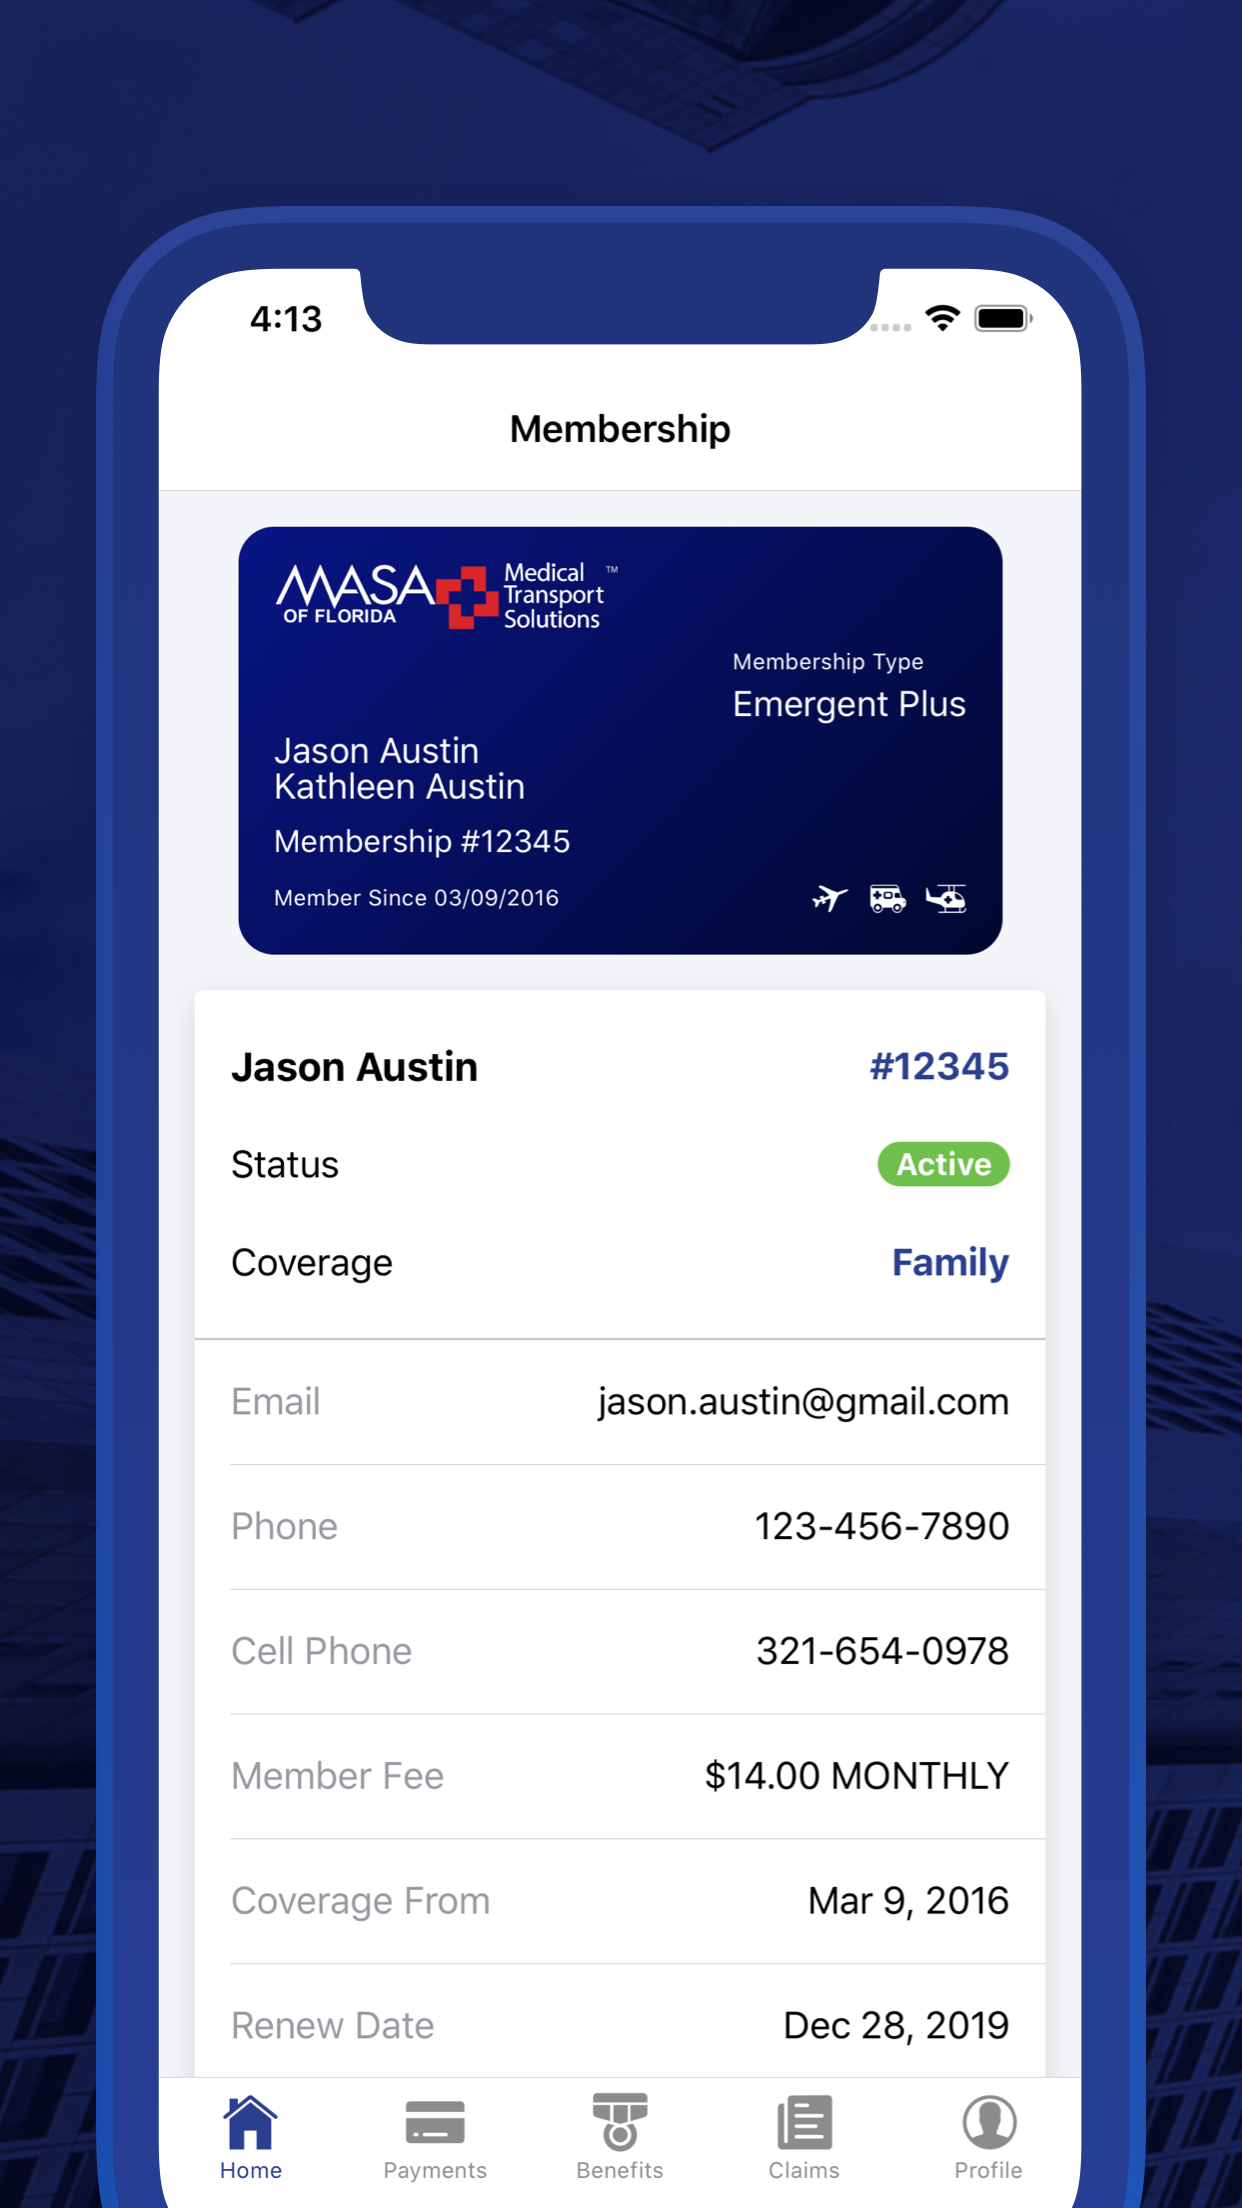 4:13
Membership
MASA
OF FLORIDA
Medical ™
Transport
Solutions
Membership Type
Emergent Plus
Jason Austin
Kathleen Austin
Membership #12345
Member Since 03/09/2016
Jason Austin #12345
Status Active
Coverage Family
Email jason.austin@gmail.com
Phone 123-456-7890
Cell Phone 321-654-0978
Member Fee $14.00 MONTHLY
Coverage From Mar 9, 2016
Renew Date Dec 28, 2019
Home Payments Benefits Claims Profile